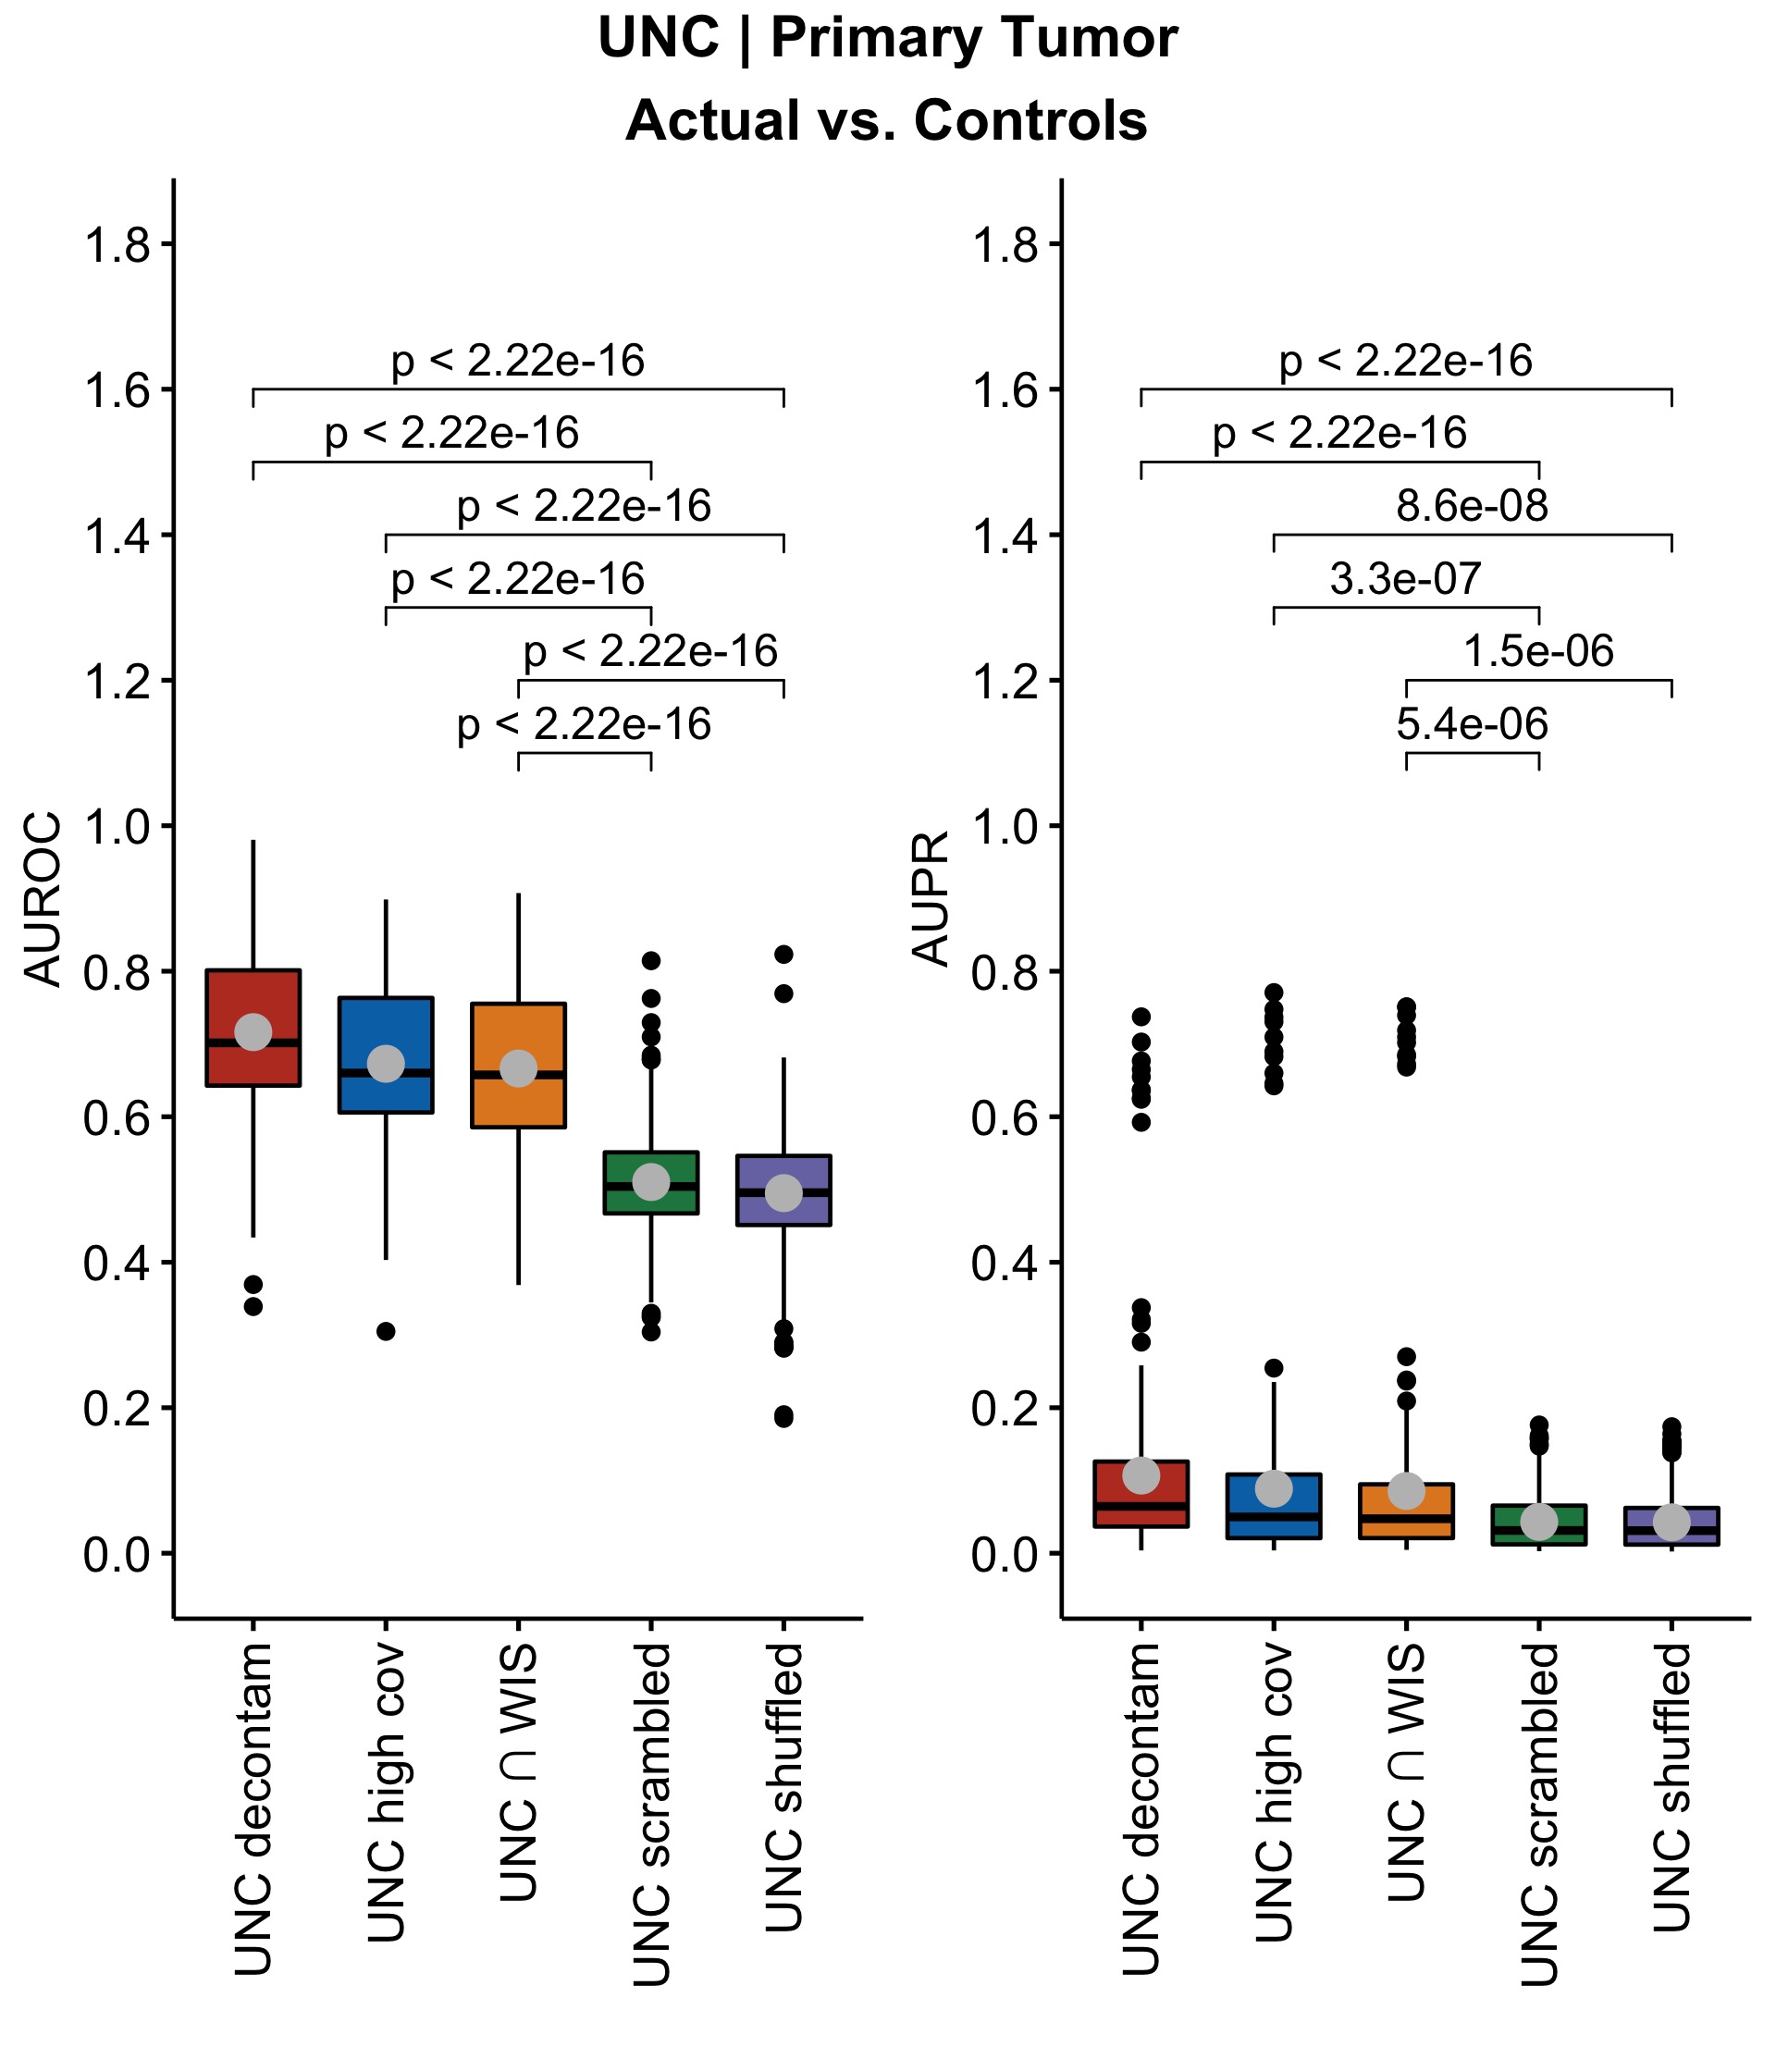 UNC | Primary Tumor
Actual vs. Controls
AUROC
1.8
1.6
1.4
1.2
1.0
0.8
0.6
0.4
0.2
0.0
p < 2.22e-16
p < 2.22e-16
p < 2.22e-16
p < 2.22e-16
p < 2.22e-16
p < 2.22e-16
UNC decontam
UNC high cov
UNC ∩ WIS
UNC scrambled
UNC shuffled
AUPR
1.8
1.6
1.4
1.2
1.0
0.8
0.6
0.4
0.2
0.0
p < 2.22e-16
p < 2.22e-16
8.6e-08
3.3e-07
1.5e-06
5.4e-06
UNC decontam
UNC high cov
UNC ∩ WIS
UNC scrambled
UNC shuffled